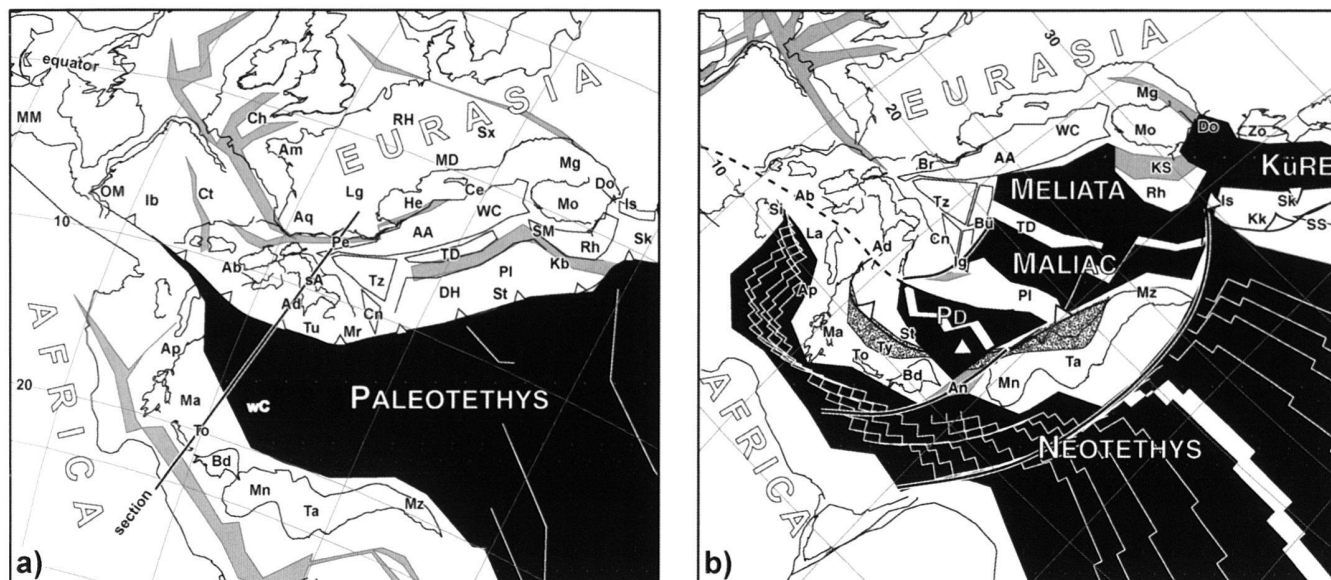 equator
MM
OM
Ib
Ct
Ch
Am
RH
Sx
EURASIA
MD
Mg
Lg
He
Ce
Do
Is
Mo
Aq
Pe
AA
WC
SM
Rh
Sk
10
Ab
sA
TD
Tz
Pl
Kb
DH
St
Ad
Cn
Tu
Mr
AFRICA
Ap
20
Ma
wC
PALEOTETHYS
To
Bd
section
Mn
Ta
Mz
a)
EURASIA
30
20
10
Mg
Do
Zo
WC
Mo
Br
AA
KÜRE
KS
MELIATA
Rh
Ab
Si
Tz
Is
Sk
La
Bü
Kk
SS
Ad
Cn
TD
Ig
MALIAC
Ap
Pl
Mz
PD
St
Ma
Ty
To
Ta
Bd
An
Mn
NEOTETHYS
AFRICA
b)